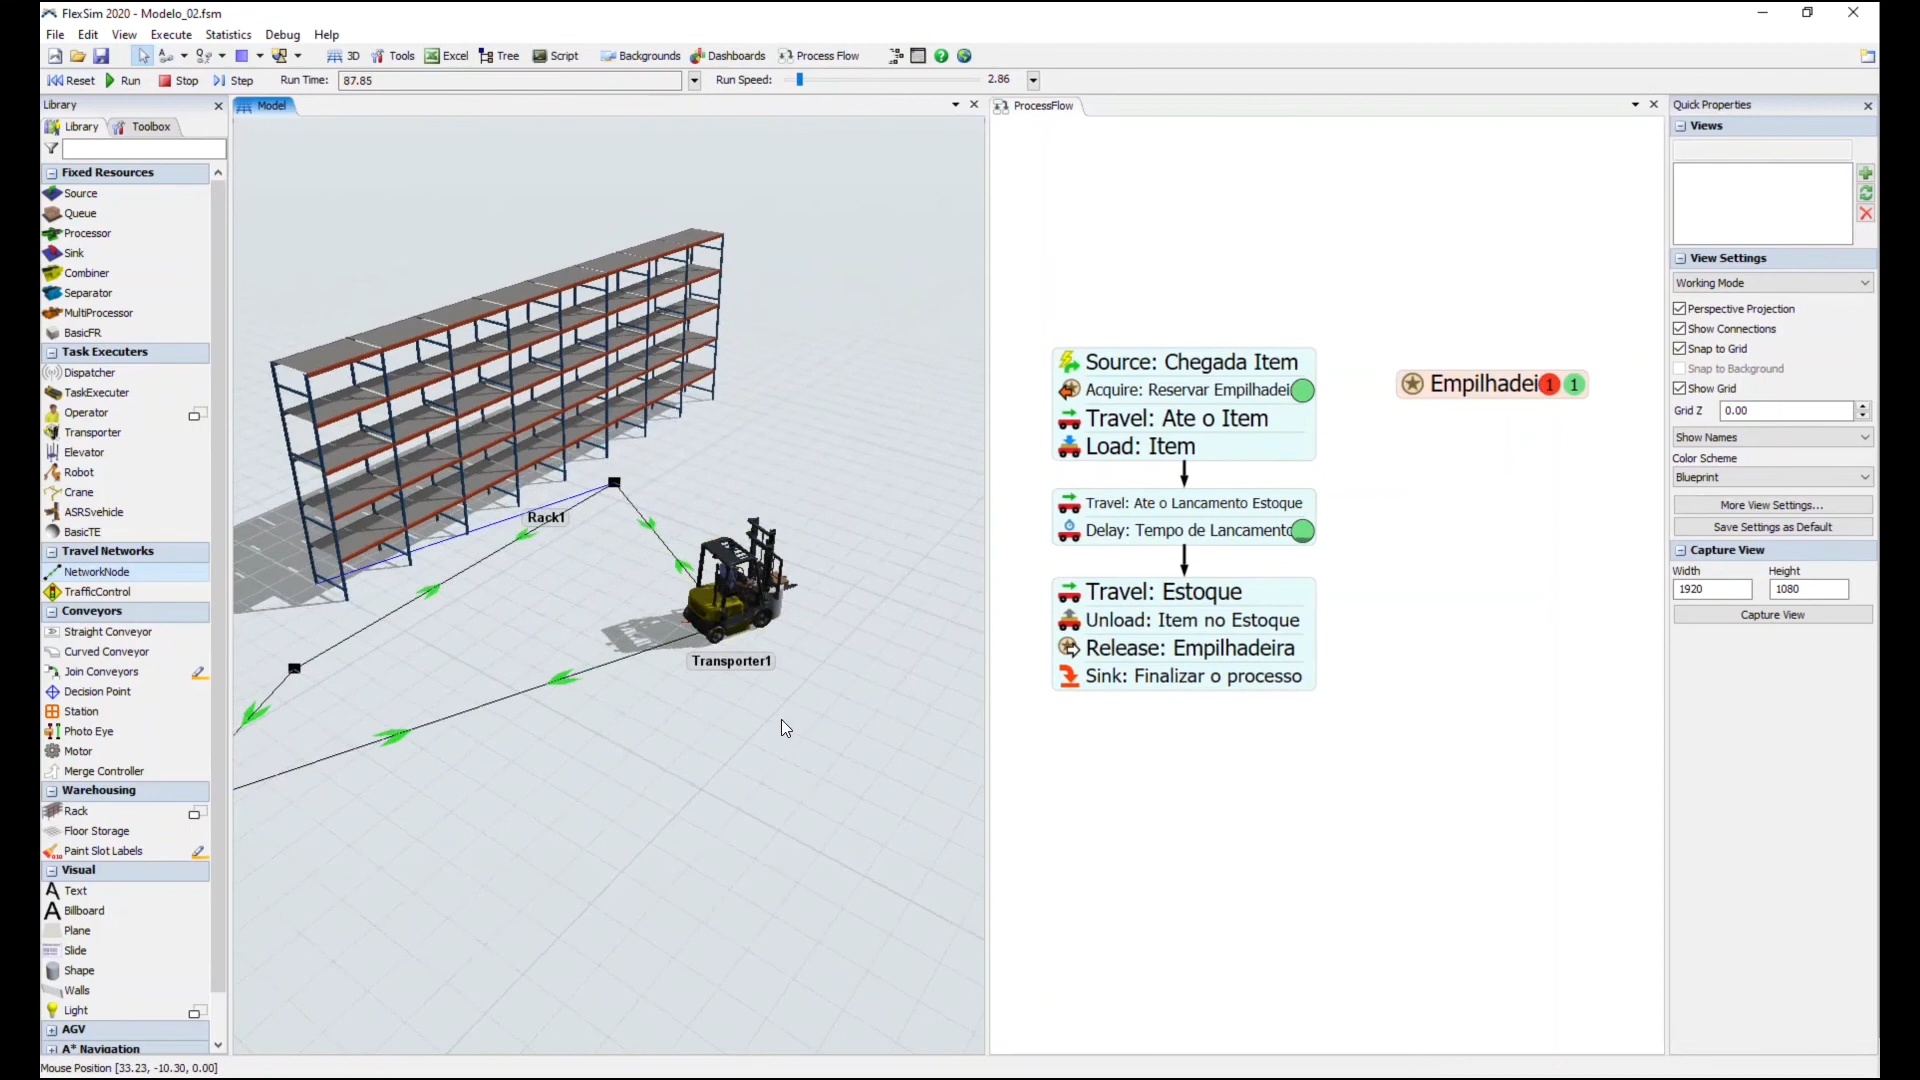 FlexSim 2020 - Modelo_02.fsm
File Edit View Execute Statistics Debug Help
3D Tools Excel Tree Script Backgrounds Dashboards Process Flow
Reset Run Stop Step Run Time: 87.85 Run Speed: 2.86
Library
Library Toolbox
Fixed Resources
Source
Queue
Processor
Sink
Combiner
Separator
MultiProcessor
BasicFR
Task Executers
Dispatcher
TaskExecuter
Operator
Transporter
Elevator
Robot
Crane
ASRSvehicle
BasicTE
Travel Networks
NetworkNode
TrafficControl
Conveyors
Straight Conveyor
Curved Conveyor
Join Conveyors
Decision Point
Station
Photo Eye
Motor
Merge Controller
Warehousing
Rack
Floor Storage
Paint Slot Labels
Visual
Text
Billboard
Plane
Slide
Shape
Walls
Light
AGV
A* Navigation
Model
Rack1
Transporter1
ProcessFlow
Source: Chegada Item
Acquire: Reservar Empilhadei
Travel: Ate o Item
Load: Item
Travel: Ate o Lancamento Estoque
Delay: Tempo de Lancamento
Travel: Estoque
Unload: Item no Estoque
Release: Empilhadeira
Sink: Finalizar o processo
Empilhadei 1 1
Quick Properties
Views
View Settings
Working Mode
Perspective Projection
Show Connections
Snap to Grid
Snap to Background
Show Grid
Grid Z 0.00
Show Names
Color Scheme
Blueprint
More View Settings...
Save Settings as Default
Capture View
Width Height
1920 1080
Capture View
Mouse Position [33.23, -10.30, 0.00]